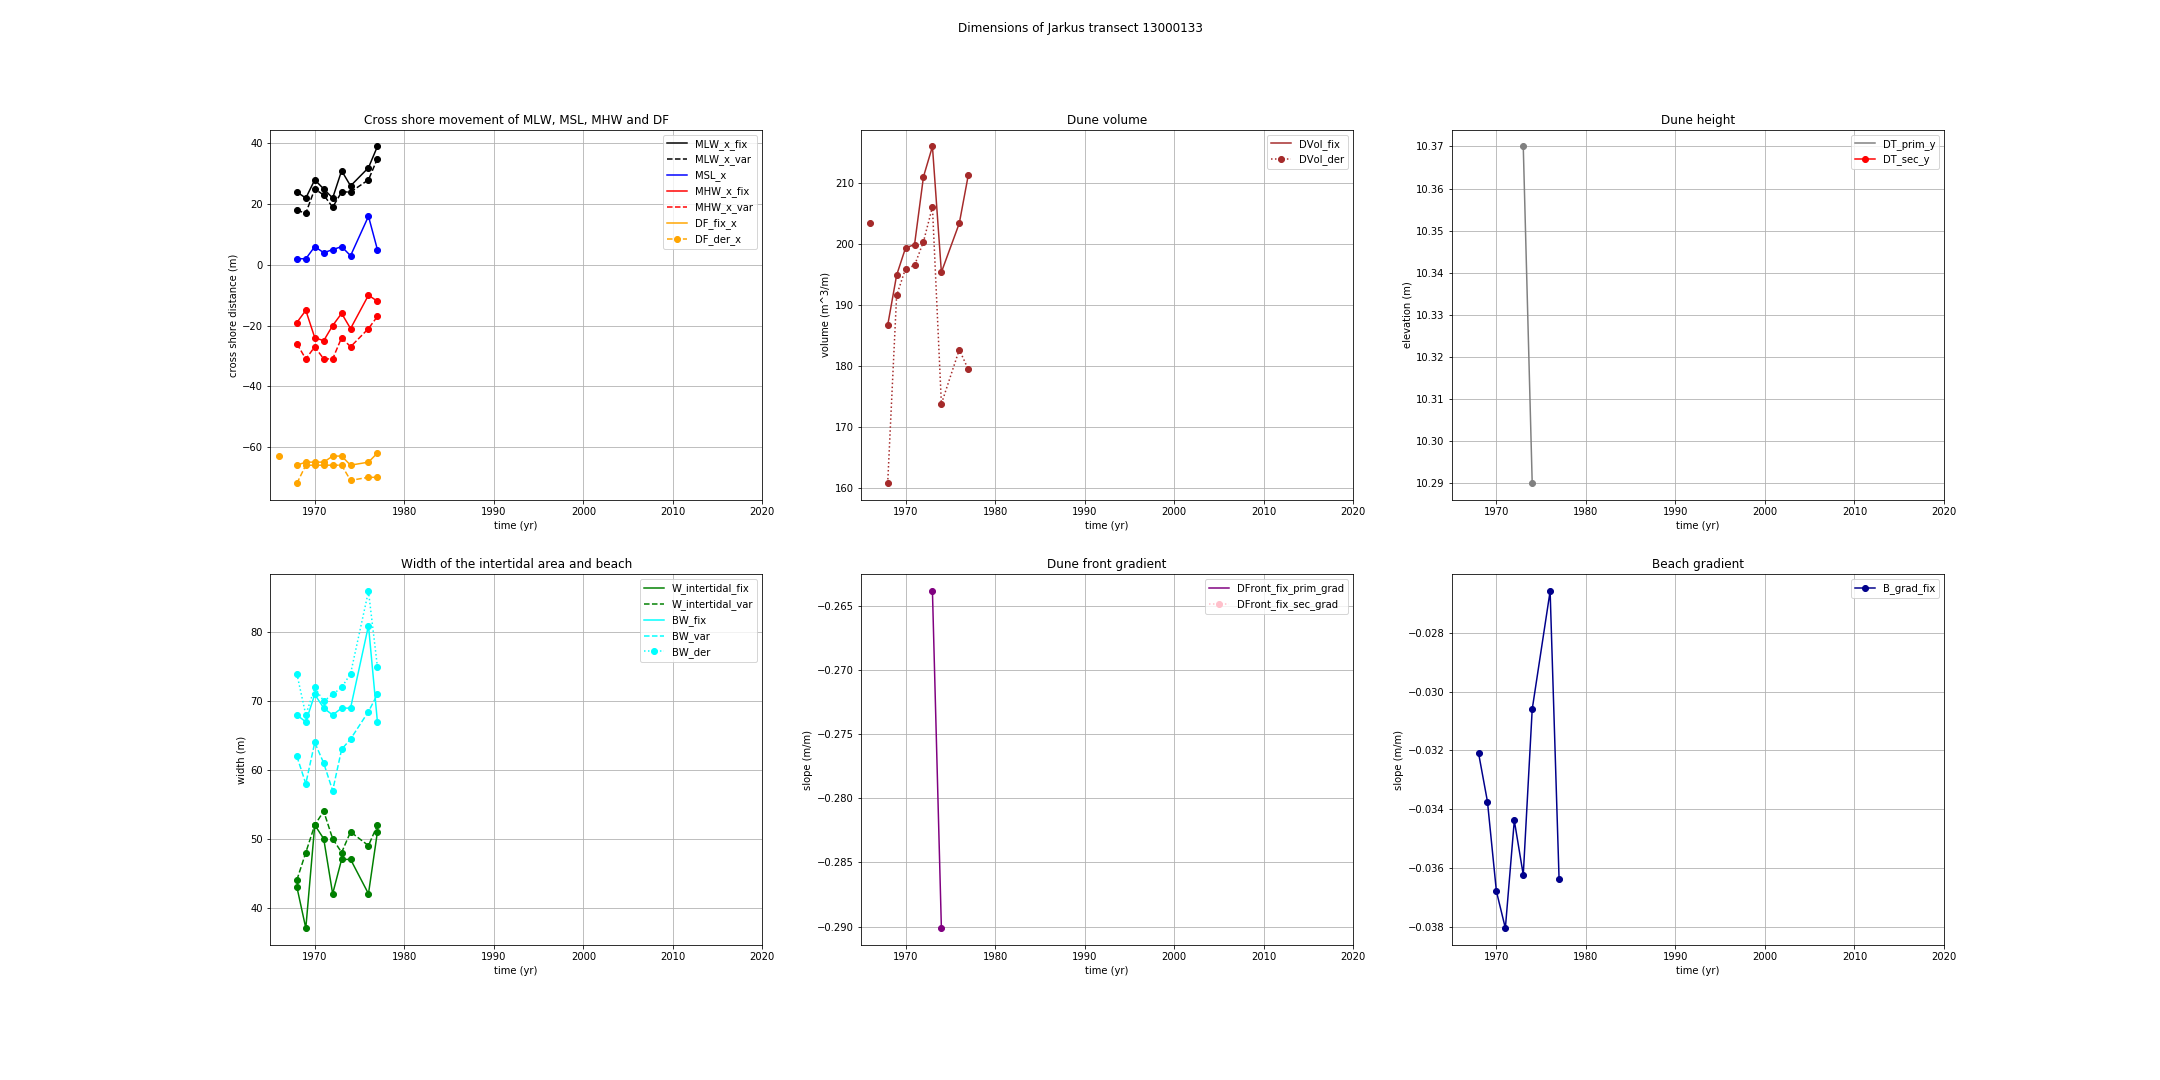 Dimensions of Jarkus transect 13000133
Cross shore movement of MLW, MSL, MHW and DF
40
20
0
−20
−40
−60
cross shore distance (m)
1970 1980 1990 2000 2010 2020
time (yr)
MLW_x_fix
MLW_x_var
MSL_x
MHW_x_fix
MHW_x_var
DF_fix_x
DF_der_x
Dune volume
210
200
190
180
170
160
volume (m^3/m)
1970 1980 1990 2000 2010 2020
time (yr)
DVol_fix
DVol_der
Dune height
10.37
10.36
10.35
10.34
10.33
10.32
10.31
10.30
10.29
elevation (m)
1970 1980 1990 2000 2010 2020
time (yr)
DT_prim_y
DT_sec_y
Width of the intertidal area and beach
80
70
60
50
40
width (m)
1970 1980 1990 2000 2010 2020
time (yr)
W_intertidal_fix
W_intertidal_var
BW_fix
BW_var
BW_der
Dune front gradient
−0.265
−0.270
−0.275
−0.280
−0.285
−0.290
slope (m/m)
1970 1980 1990 2000 2010 2020
time (yr)
DFront_fix_prim_grad
DFront_fix_sec_grad
Beach gradient
−0.028
−0.030
−0.032
−0.034
−0.036
−0.038
slope (m/m)
1970 1980 1990 2000 2010 2020
time (yr)
B_grad_fix